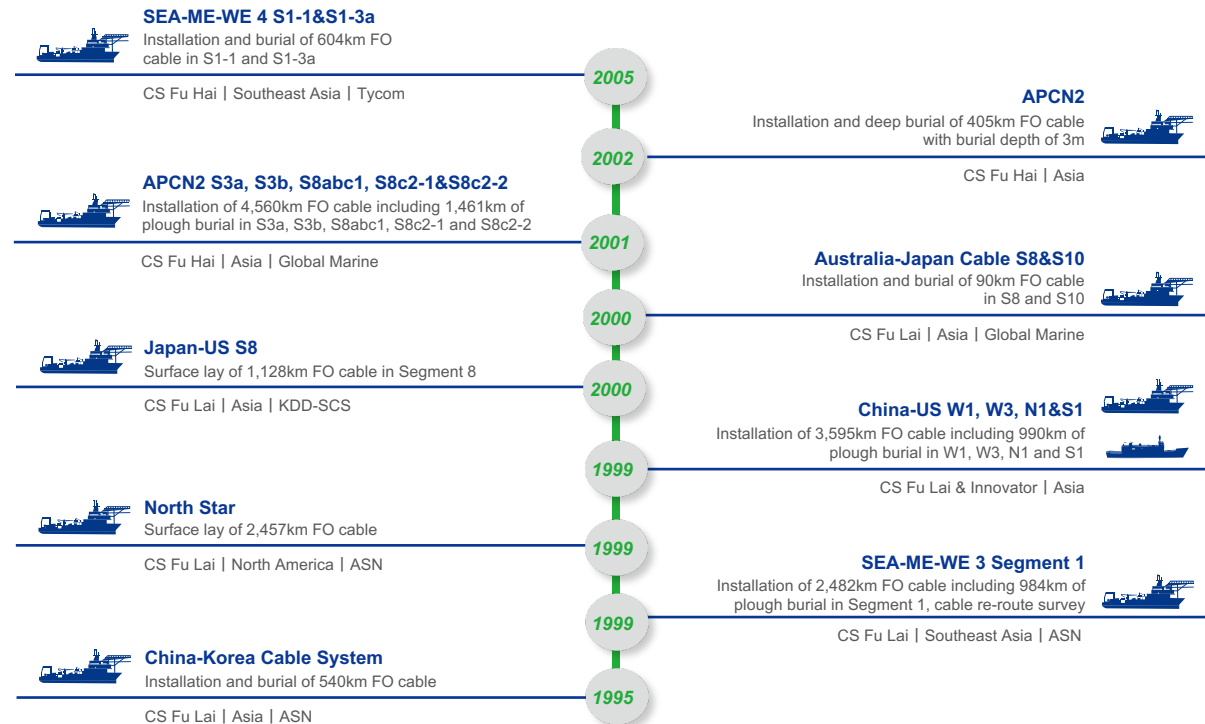 SEA-ME-WE 4 S1-1&S1-3a
Installation and burial of 604km FO
cable in S1-1 and S1-3a
2005
CS Fu Hai | Southeast Asia | Tycom
APCN2
Installation and deep burial of 405km FO cable
with burial depth of 3m
2002
CS Fu Hai | Asia
APCN2 S3a, S3b, S8abc1, S8c2-1&S8c2-2
Installation of 4,560km FO cable including 1,461km of
plough burial in S3a, S3b, S8abc1, S8c2-1 and S8c2-2
2001
CS Fu Hai | Asia | Global Marine
Australia-Japan Cable S8&S10
Installation and burial of 90km FO cable
in S8 and S10
2000
CS Fu Lai | Asia | Global Marine
Japan-US S8
Surface lay of 1,128km FO cable in Segment 8
2000
CS Fu Lai | Asia | KDD-SCS
China-US W1, W3, N1&S1
Installation of 3,595km FO cable including 990km of
plough burial in W1, W3, N1 and S1
1999
CS Fu Lai & Innovator | Asia
North Star
Surface lay of 2,457km FO cable
1999
CS Fu Lai | North America | ASN
SEA-ME-WE 3 Segment 1
Installation of 2,482km FO cable including 984km of
plough burial in Segment 1, cable re-route survey
1999
CS Fu Lai | Southeast Asia | ASN
China-Korea Cable System
Installation and burial of 540km FO cable
1995
CS Fu Lai | Asia | ASN